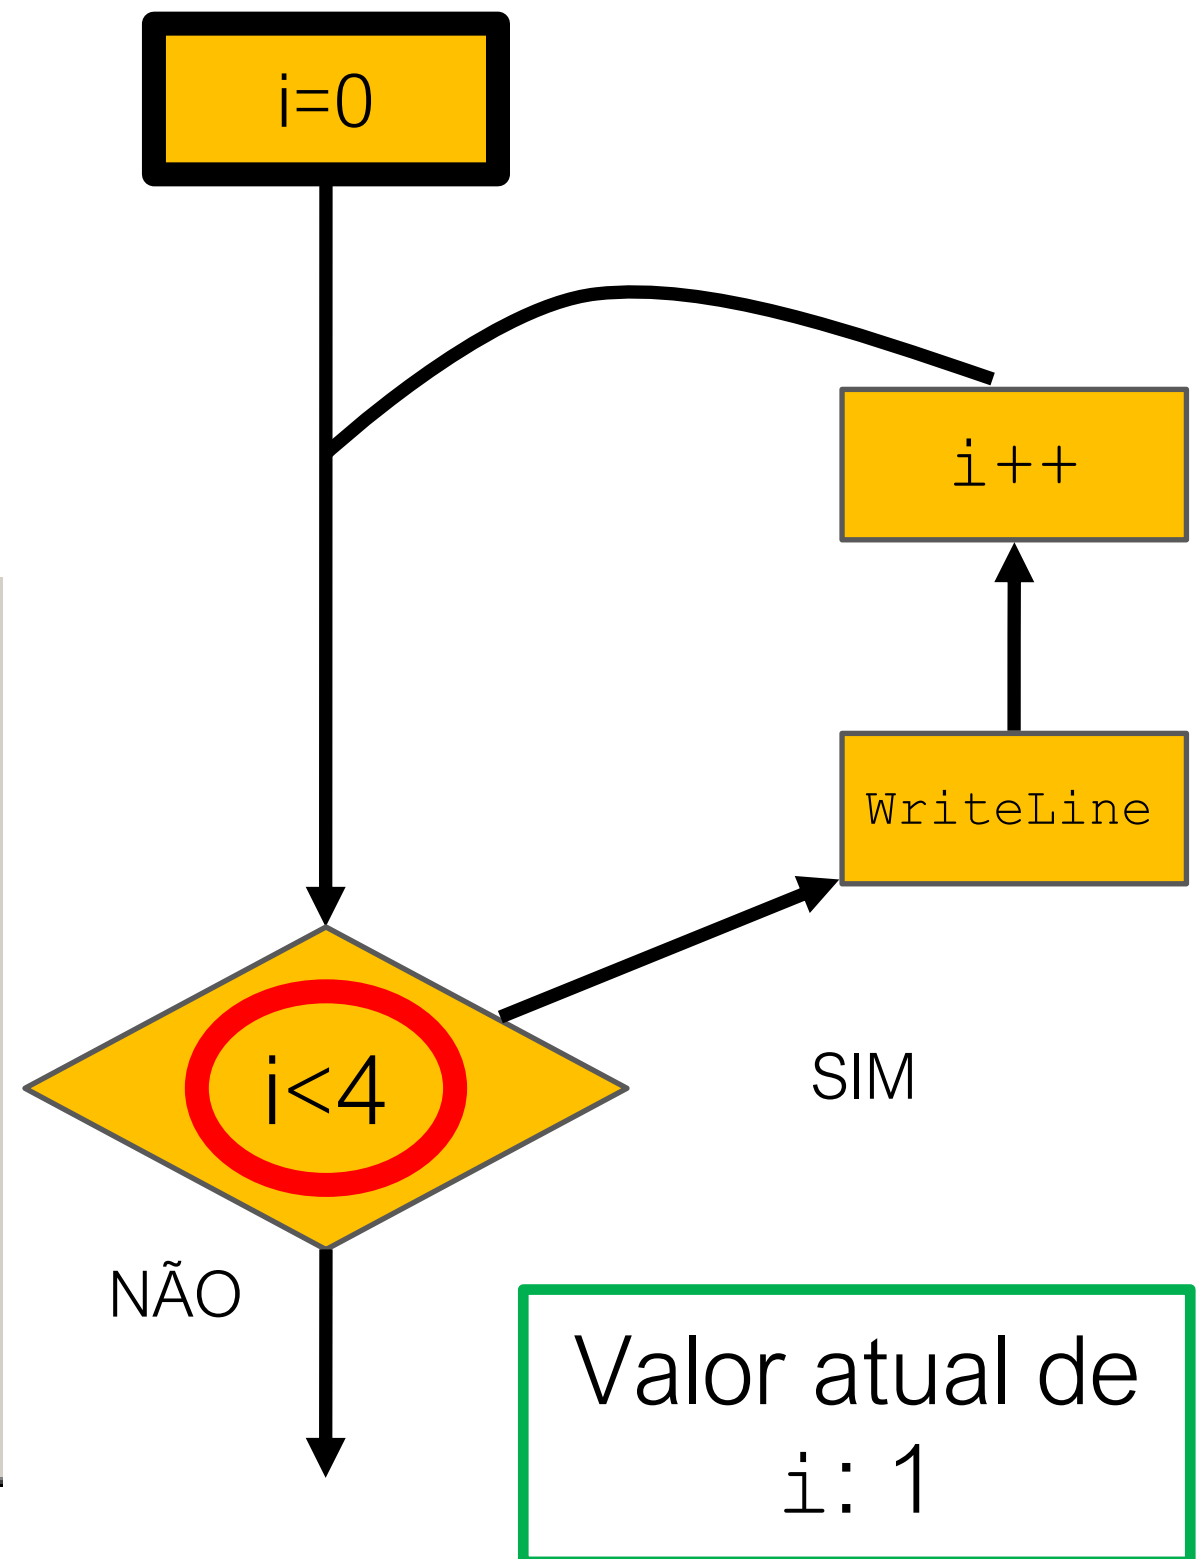 i=0
i++
WriteLine
i<4
SIM
NÃO
Valor atual de
i: 1